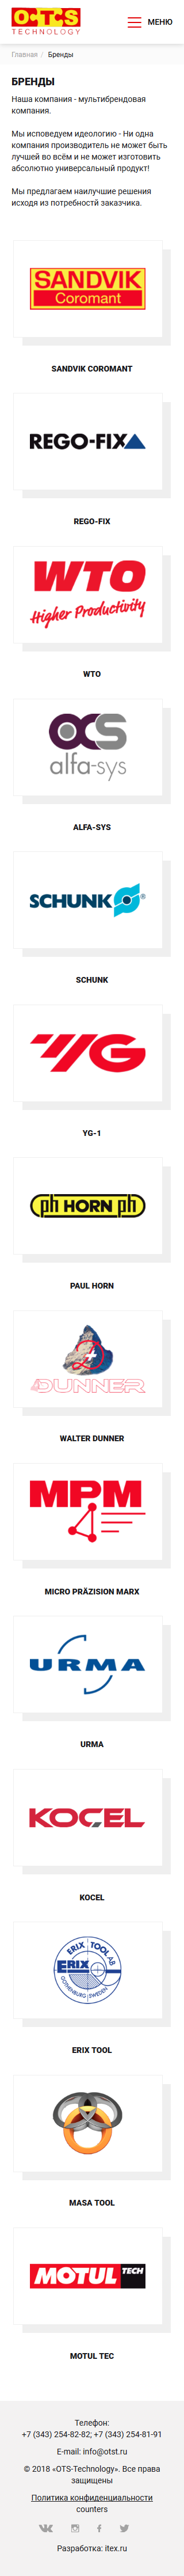 O-TS
TECHNOLOGY
МЕНЮ
Главная / Бренды
БРЕНДЫ
Наша компания - мультибрендовая
компания.
Мы исповедуем идеологию - Ни одна
компания производитель не может быть
лучшей во всём и не может изготовить
абсолютно универсальный продукт!
Мы предлагаем наилучшие решения
исходя из потребностй заказчика.
SANDVIK
Coromant
SANDVIK COROMANT
REGO-FIX
REGO-FIX
WTO
Higher Productivity
WTO
acs
alfa-sys
ALFA-SYS
SCHUNK ®
SCHUNK
YG
YG-1
ph HORN ph
PAUL HORN
DUNNER
WALTER DUNNER
MPM
MICRO PRÄZISION MARX
URMA
URMA
KOCEL
KOCEL
ERIX TOOL AB
GOTHENBURG SWEDEN
ERIX TOOL
MASA TOOL
MOTUL TECH
MOTUL TEC
Телефон:
+7 (343) 254-82-82; +7 (343) 254-81-91
E-mail: info@otst.ru
© 2018 «OTS-Technology». Все права
защищены
Политика конфиденциальности
counters
Разработка: itex.ru